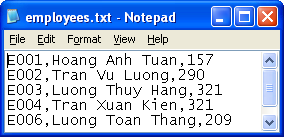 employees.txt - Notepad
File Edit Format View Help
E001,Hoang Anh Tuan,157
E002,Tran Vu Luong,290
E003,Luong Thuy Hang,321
E004,Tran Xuan Kien,321
E006,Luong Toan Thang,209